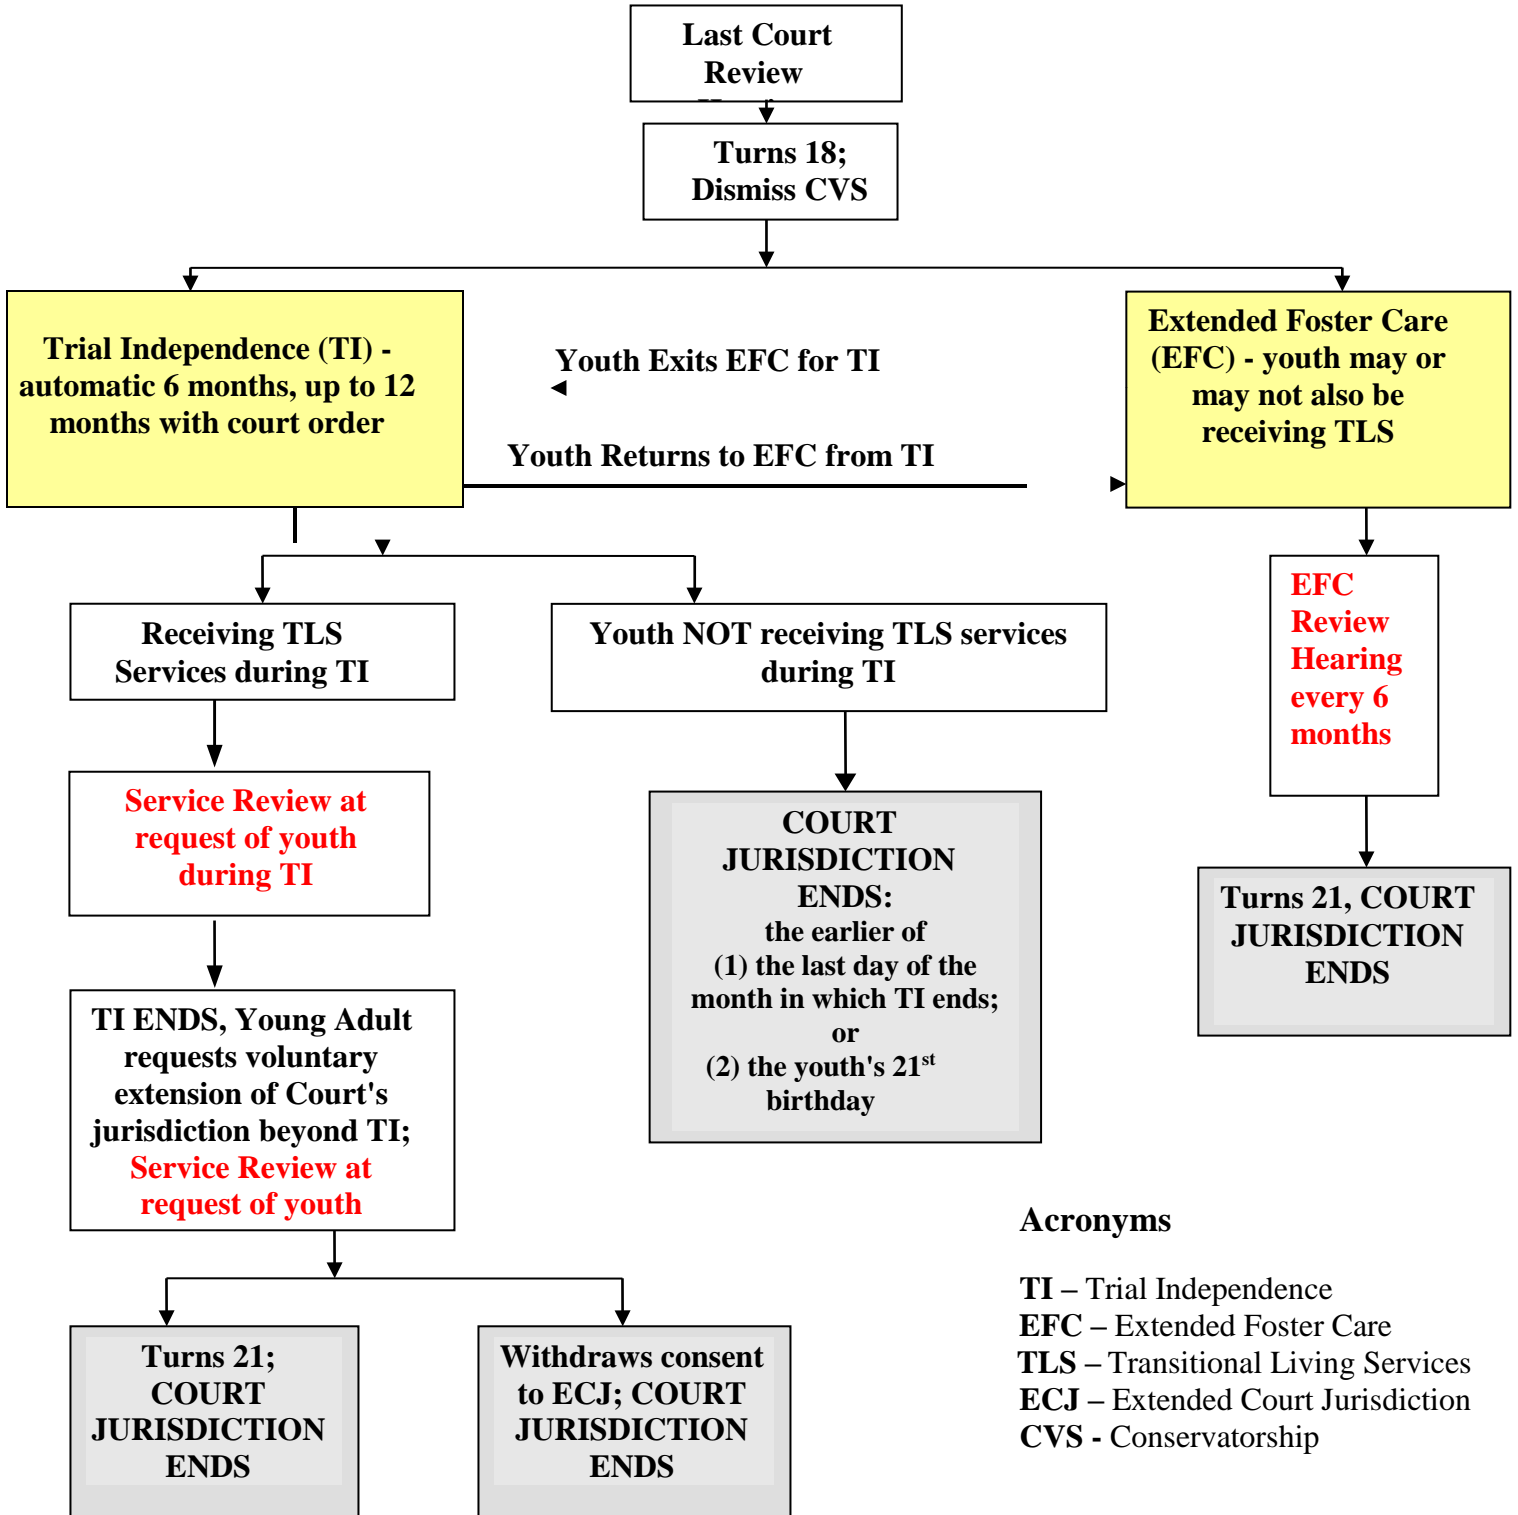 Last Court
Review
Turns 18;
Dismiss CVS
Trial Independence (TI) -
automatic 6 months, up to 12
months with court order
Youth Exits EFC for TI
Youth Returns to EFC from TI
Extended Foster Care
(EFC) - youth may or
may not also be
receiving TLS
Receiving TLS
Services during TI
Youth NOT receiving TLS services
during TI
EFC
Review
Hearing
every 6
months
Service Review at
request of youth
during TI
COURT
JURISDICTION
ENDS:
the earlier of
(1) the last day of the
month in which TI ends;
or
(2) the youth's 21st
birthday
Turns 21, COURT
JURISDICTION
ENDS
TI ENDS, Young Adult
requests voluntary
extension of Court's
jurisdiction beyond TI;
Service Review at
request of youth
Turns 21;
COURT
JURISDICTION
ENDS
Withdraws consent
to ECJ; COURT
JURISDICTION
ENDS
Acronyms
TI – Trial Independence
EFC – Extended Foster Care
TLS – Transitional Living Services
ECJ – Extended Court Jurisdiction
CVS - Conservatorship